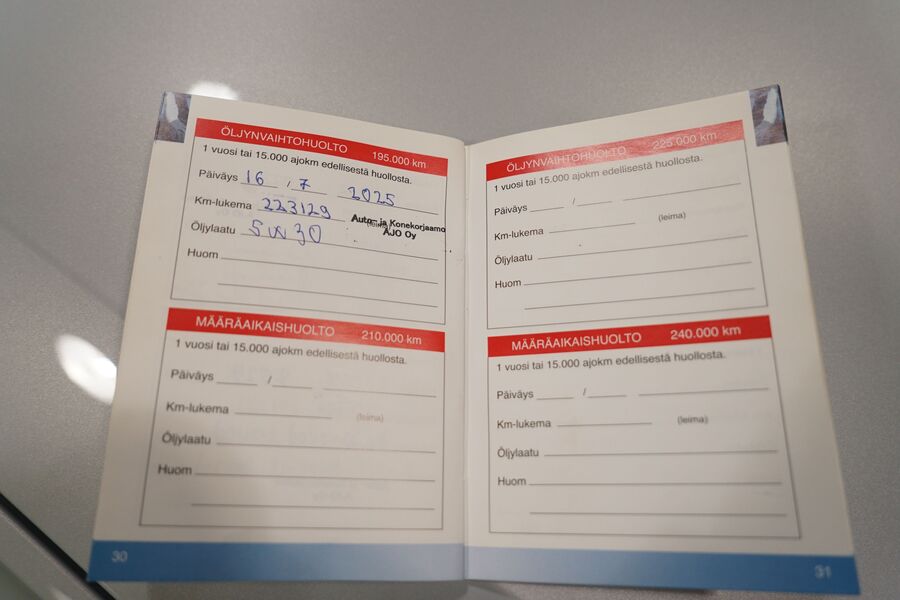 ÖLJYNVAIHTOHUOLTO 195.000 km
1 vuosi tai 15.000 ajokm edellisestä huollosta.
Päiväys 16 / 7 2025
Km-lukema 223129 (leima)
Auto- ja Konekorjaamo
AJO Oy
Öljylaatu 5W30
Huom
MÄÄRÄAIKAISHUOLTO 210.000 km
1 vuosi tai 15.000 ajokm edellisestä huollosta.
Päiväys /
Km-lukema (leima)
Öljylaatu
Huom
30
ÖLJYNVAIHTOHUOLTO 225.000 km
1 vuosi tai 15.000 ajokm edellisestä huollosta.
Päiväys /
Km-lukema (leima)
Öljylaatu
Huom
MÄÄRÄAIKAISHUOLTO 240.000 km
1 vuosi tai 15.000 ajokm edellisestä huollosta.
Päiväys /
Km-lukema (leima)
Öljylaatu
Huom
31